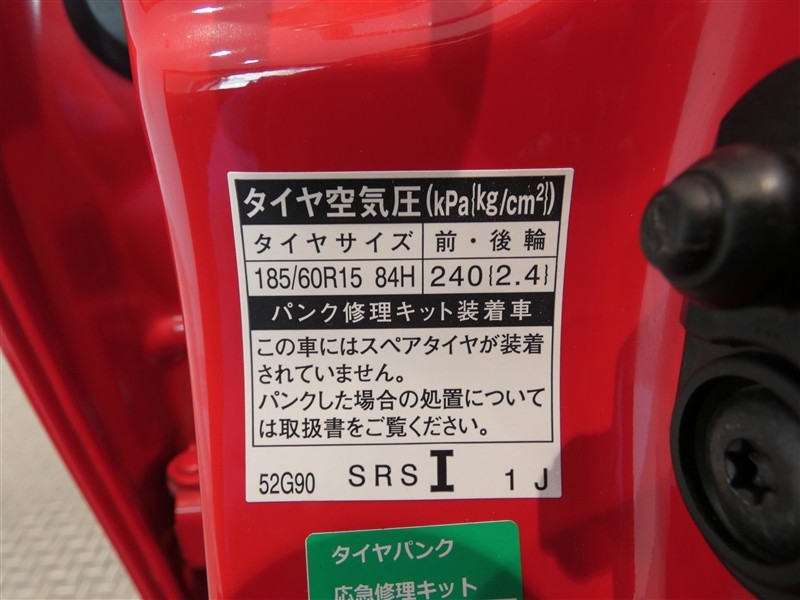 タイヤ空気圧(kPa{kg/cm²})
タイヤサイズ 前・後輪
185/60R15 84H 240{2.4}
パンク修理キット装着車
この車にはスペアタイヤが装着
されていません。
パンクした場合の処置について
は取扱書をご覧ください。
52G90 SRS I 1J
タイヤパンク
応急修理キット